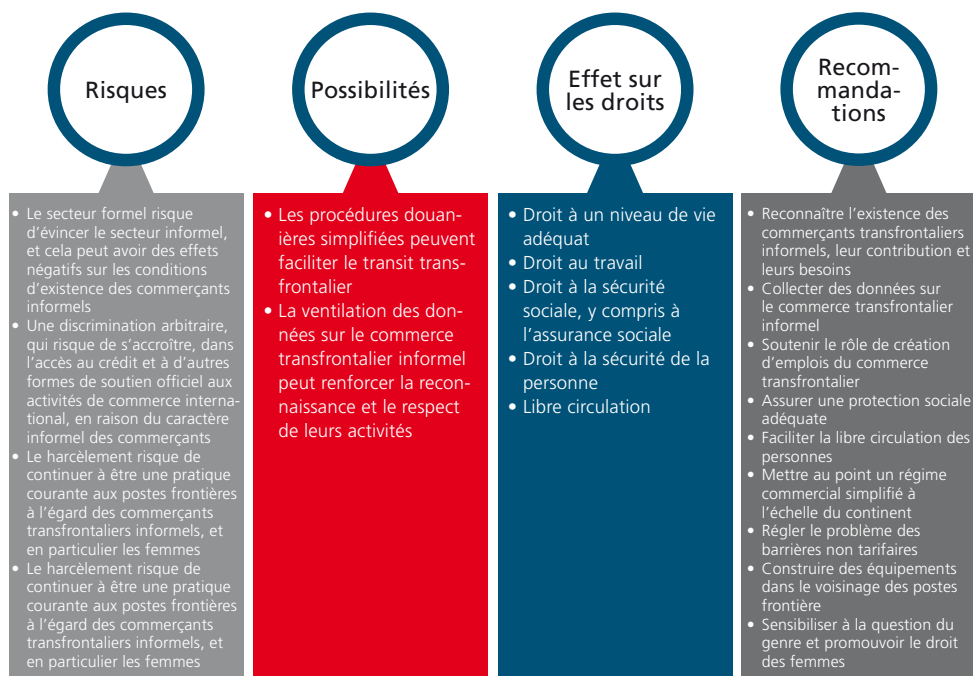 Risques
• Le secteur formel risque
d'évincer le secteur informel,
et cela peut avoir des effets
négatifs sur les conditions
d'existence des commerçants
informels
• Une discrimination arbitraire,
qui risque de s'accroître, dans
l'accès au crédit et à d'autres
formes de soutien officiel aux
activités de commerce interna-
tional, en raison du caractère
informel des commerçants
• Le harcèlement risque de
continuer à être une pratique
courante aux postes frontières
à l'égard des commerçants
transfrontaliers informels, et
en particulier les femmes
• Le harcèlement risque de
continuer à être une pratique
courante aux postes frontières
à l'égard des commerçants
transfrontaliers informels, et
en particulier les femmes
Possibilités
• Les procédures douan-
ières simplifiées peuvent
faciliter le transit trans-
frontalier
• La ventilation des don-
nées sur le commerce
transfrontalier informel
peut renforcer la recon-
naissance et le respect
de leurs activités
Effet sur
les droits
• Droit à un niveau de vie
adéquat
• Droit au travail
• Droit à la sécurité
sociale, y compris à
l'assurance sociale
• Droit à la sécurité de la
personne
• Libre circulation
Recom-
manda-
tions
• Reconnaître l'existence des
commerçants transfrontaliers
informels, leur contribution et
leurs besoins
• Collecter des données sur
le commerce transfrontalier
informel
• Soutenir le rôle de création
d'emplois du commerce
transfrontalier
• Assurer une protection sociale
adéquate
• Faciliter la libre circulation des
personnes
• Mettre au point un régime
commercial simplifié à
l'échelle du continent
• Régler le problème des
barrières non tarifaires
• Construire des équipements
dans le voisinage des postes
frontière
• Sensibiliser à la question du
genre et promouvoir le droit
des femmes